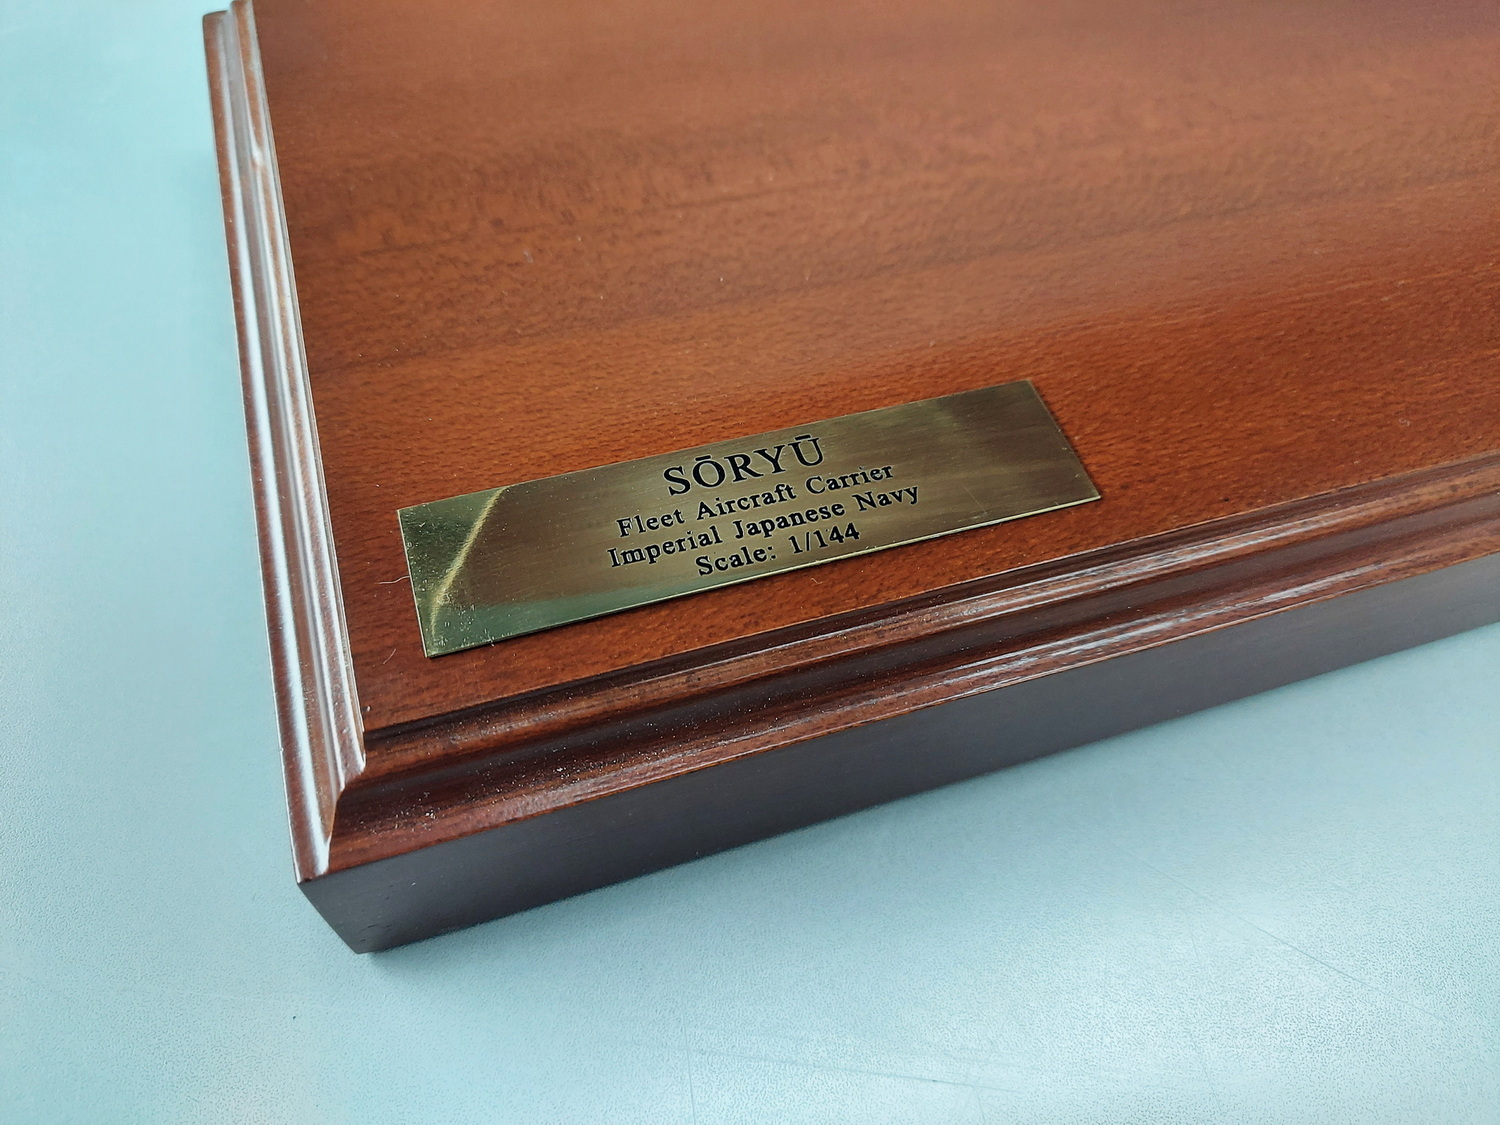 SŌRYŪ
Fleet Aircraft Carrier
Imperial Japanese Navy
Scale: 1/144